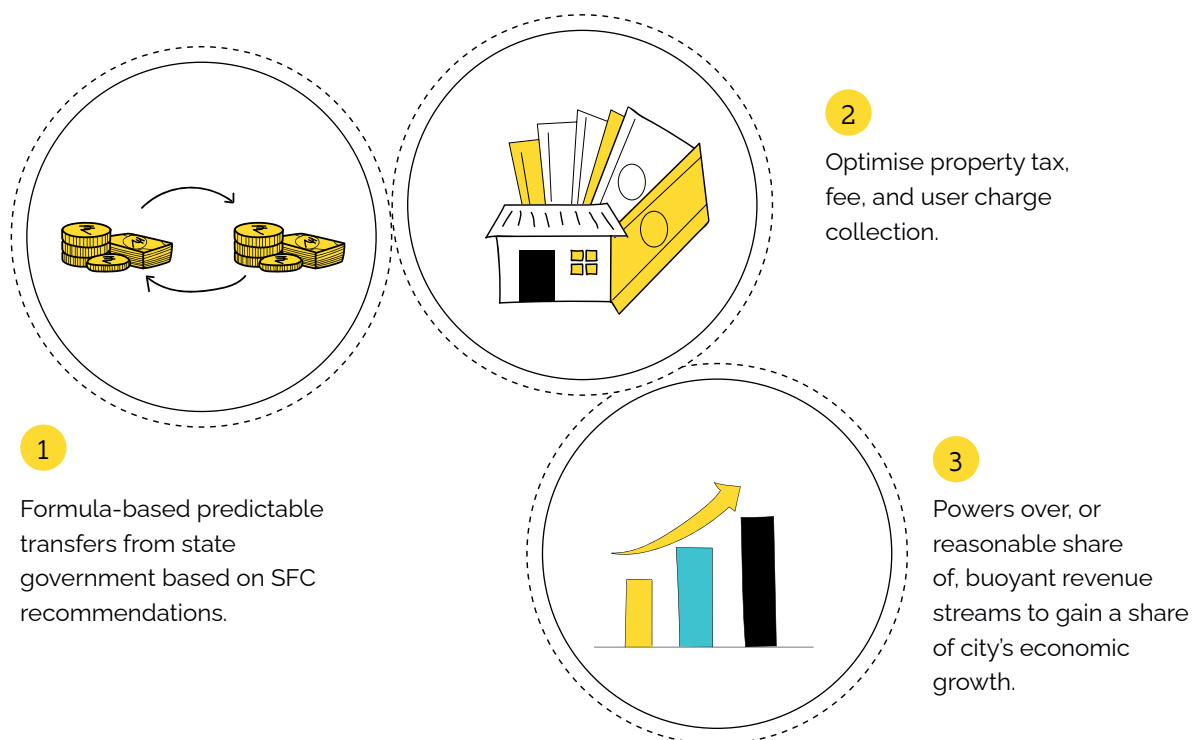 1
Formula-based predictable
transfers from state
government based on SFC
recommendations.
2
Optimise property tax,
fee, and user charge
collection.
3
Powers over, or
reasonable share
of, buoyant revenue
streams to gain a share
of city's economic
growth.